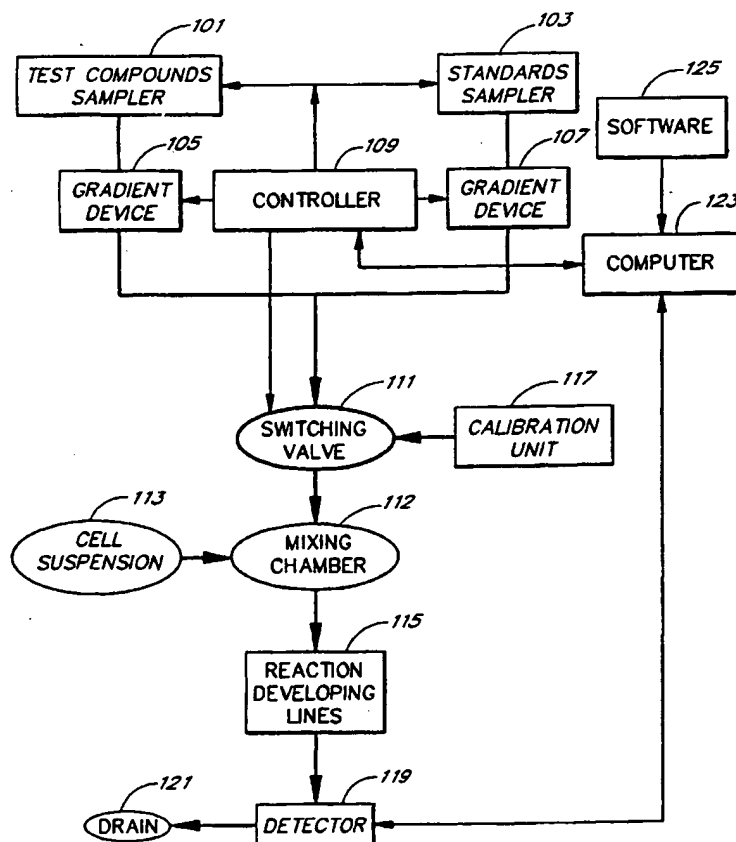 101
103
TEST COMPOUNDS
SAMPLER
STANDARDS
SAMPLER
125
SOFTWARE
105
109
107
GRADIENT
DEVICE
CONTROLLER
GRADIENT
DEVICE
123
COMPUTER
111
117
SWITCHING
VALVE
CALIBRATION
UNIT
113
112
CELL
SUSPENSION
MIXING
CHAMBER
115
REACTION
DEVELOPING
LINES
121
119
DRAIN
DETECTOR